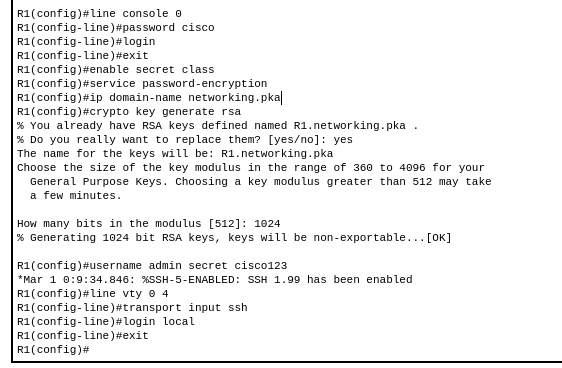 R1(config)#line console 0
R1(config-line)#password cisco
R1(config-line)#login
R1(config-line)#exit
R1(config)#enable secret class
R1(config)#service password-encryption
R1(config)#ip domain-name networking.pka
R1(config)#crypto key generate rsa
% You already have RSA keys defined named R1.networking.pka .
% Do you really want to replace them? [yes/no]: yes
The name for the keys will be: R1.networking.pka
Choose the size of the key modulus in the range of 360 to 4096 for your
General Purpose Keys. Choosing a key modulus greater than 512 may take
a few minutes.
How many bits in the modulus [512]: 1024
% Generating 1024 bit RSA keys, keys will be non-exportable...[OK]
R1(config)#username admin secret cisco123
*Mar 1 0:9:34.846: %SSH-5-ENABLED: SSH 1.99 has been enabled
R1(config)#line vty 0 4
R1(config-line)#transport input ssh
R1(config-line)#login local
R1(config-line)#exit
R1(config)#